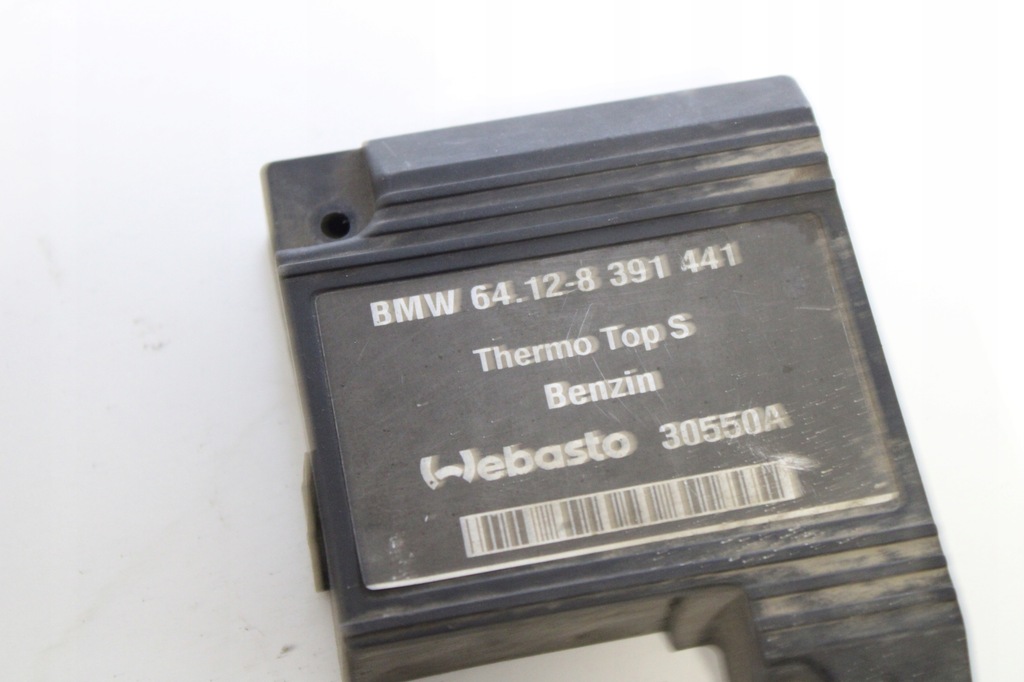 BMW 64.12-8 391 441
Thermo Top S
Benzin
Webasto 30550A